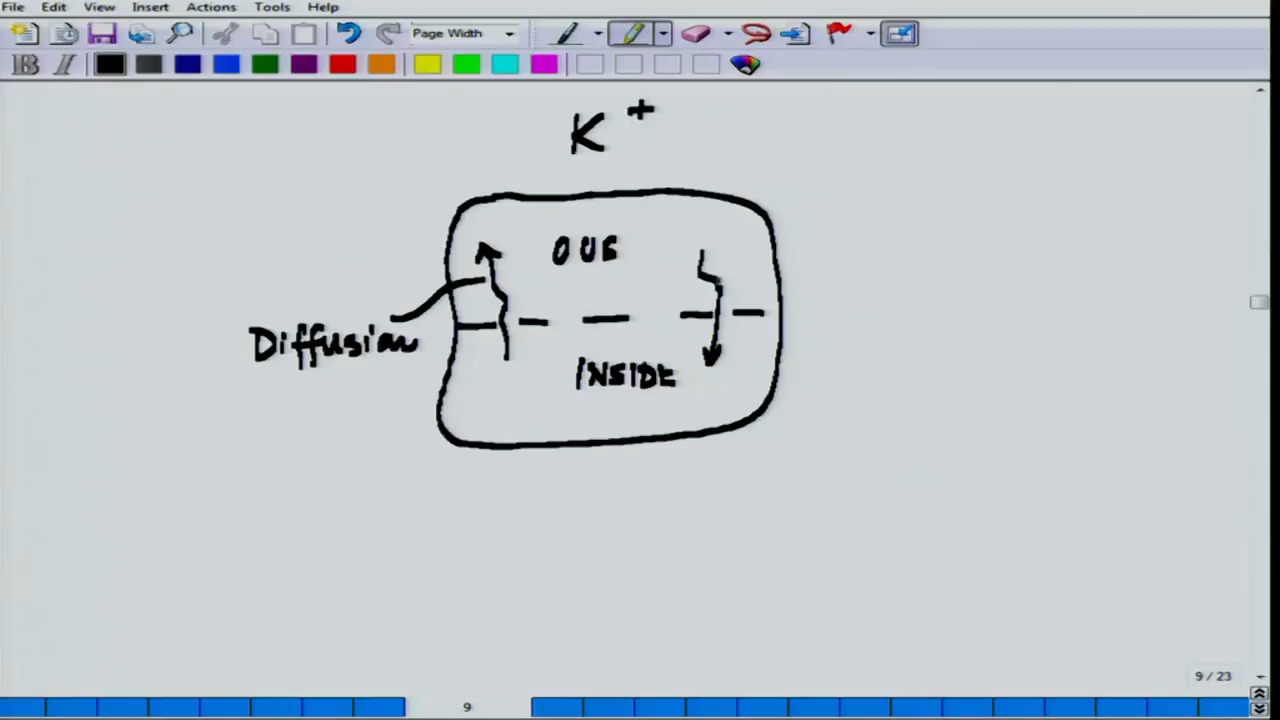 File Edit View Insert Actions Tools Help
Page Width
B I
K +
OUT
Diffusion
INSIDE
9 / 23
9